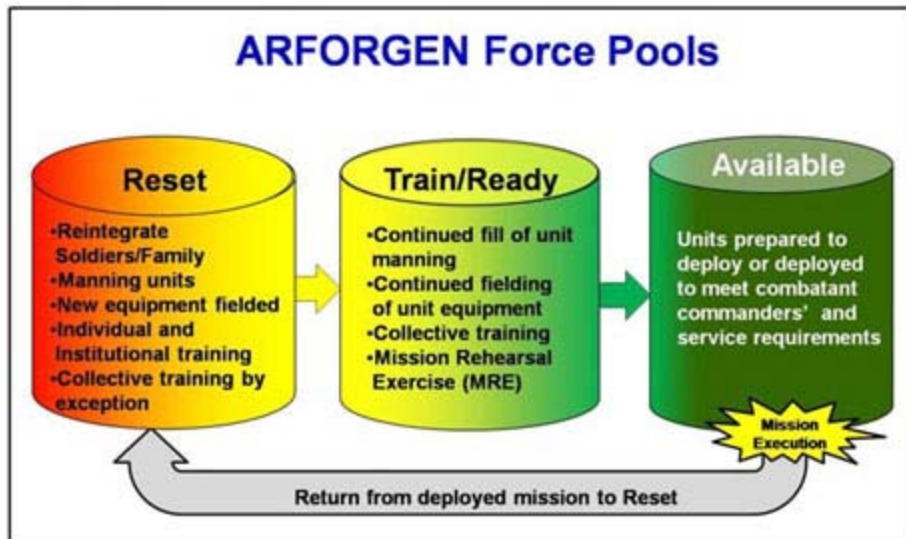 ARFORGEN Force Pools
Reset
•Reintegrate
Soldiers/Family
•Manning units
•New equipment fielded
•Individual and
Institutional training
•Collective training by
exception
Train/Ready
•Continued fill of unit
manning
•Continued fielding
of unit equipment
•Collective training
•Mission Rehearsal
Exercise (MRE)
Available
Units prepared to
deploy or deployed
to meet combatant
commanders' and
service requirements
Mission
Execution
Return from deployed mission to Reset